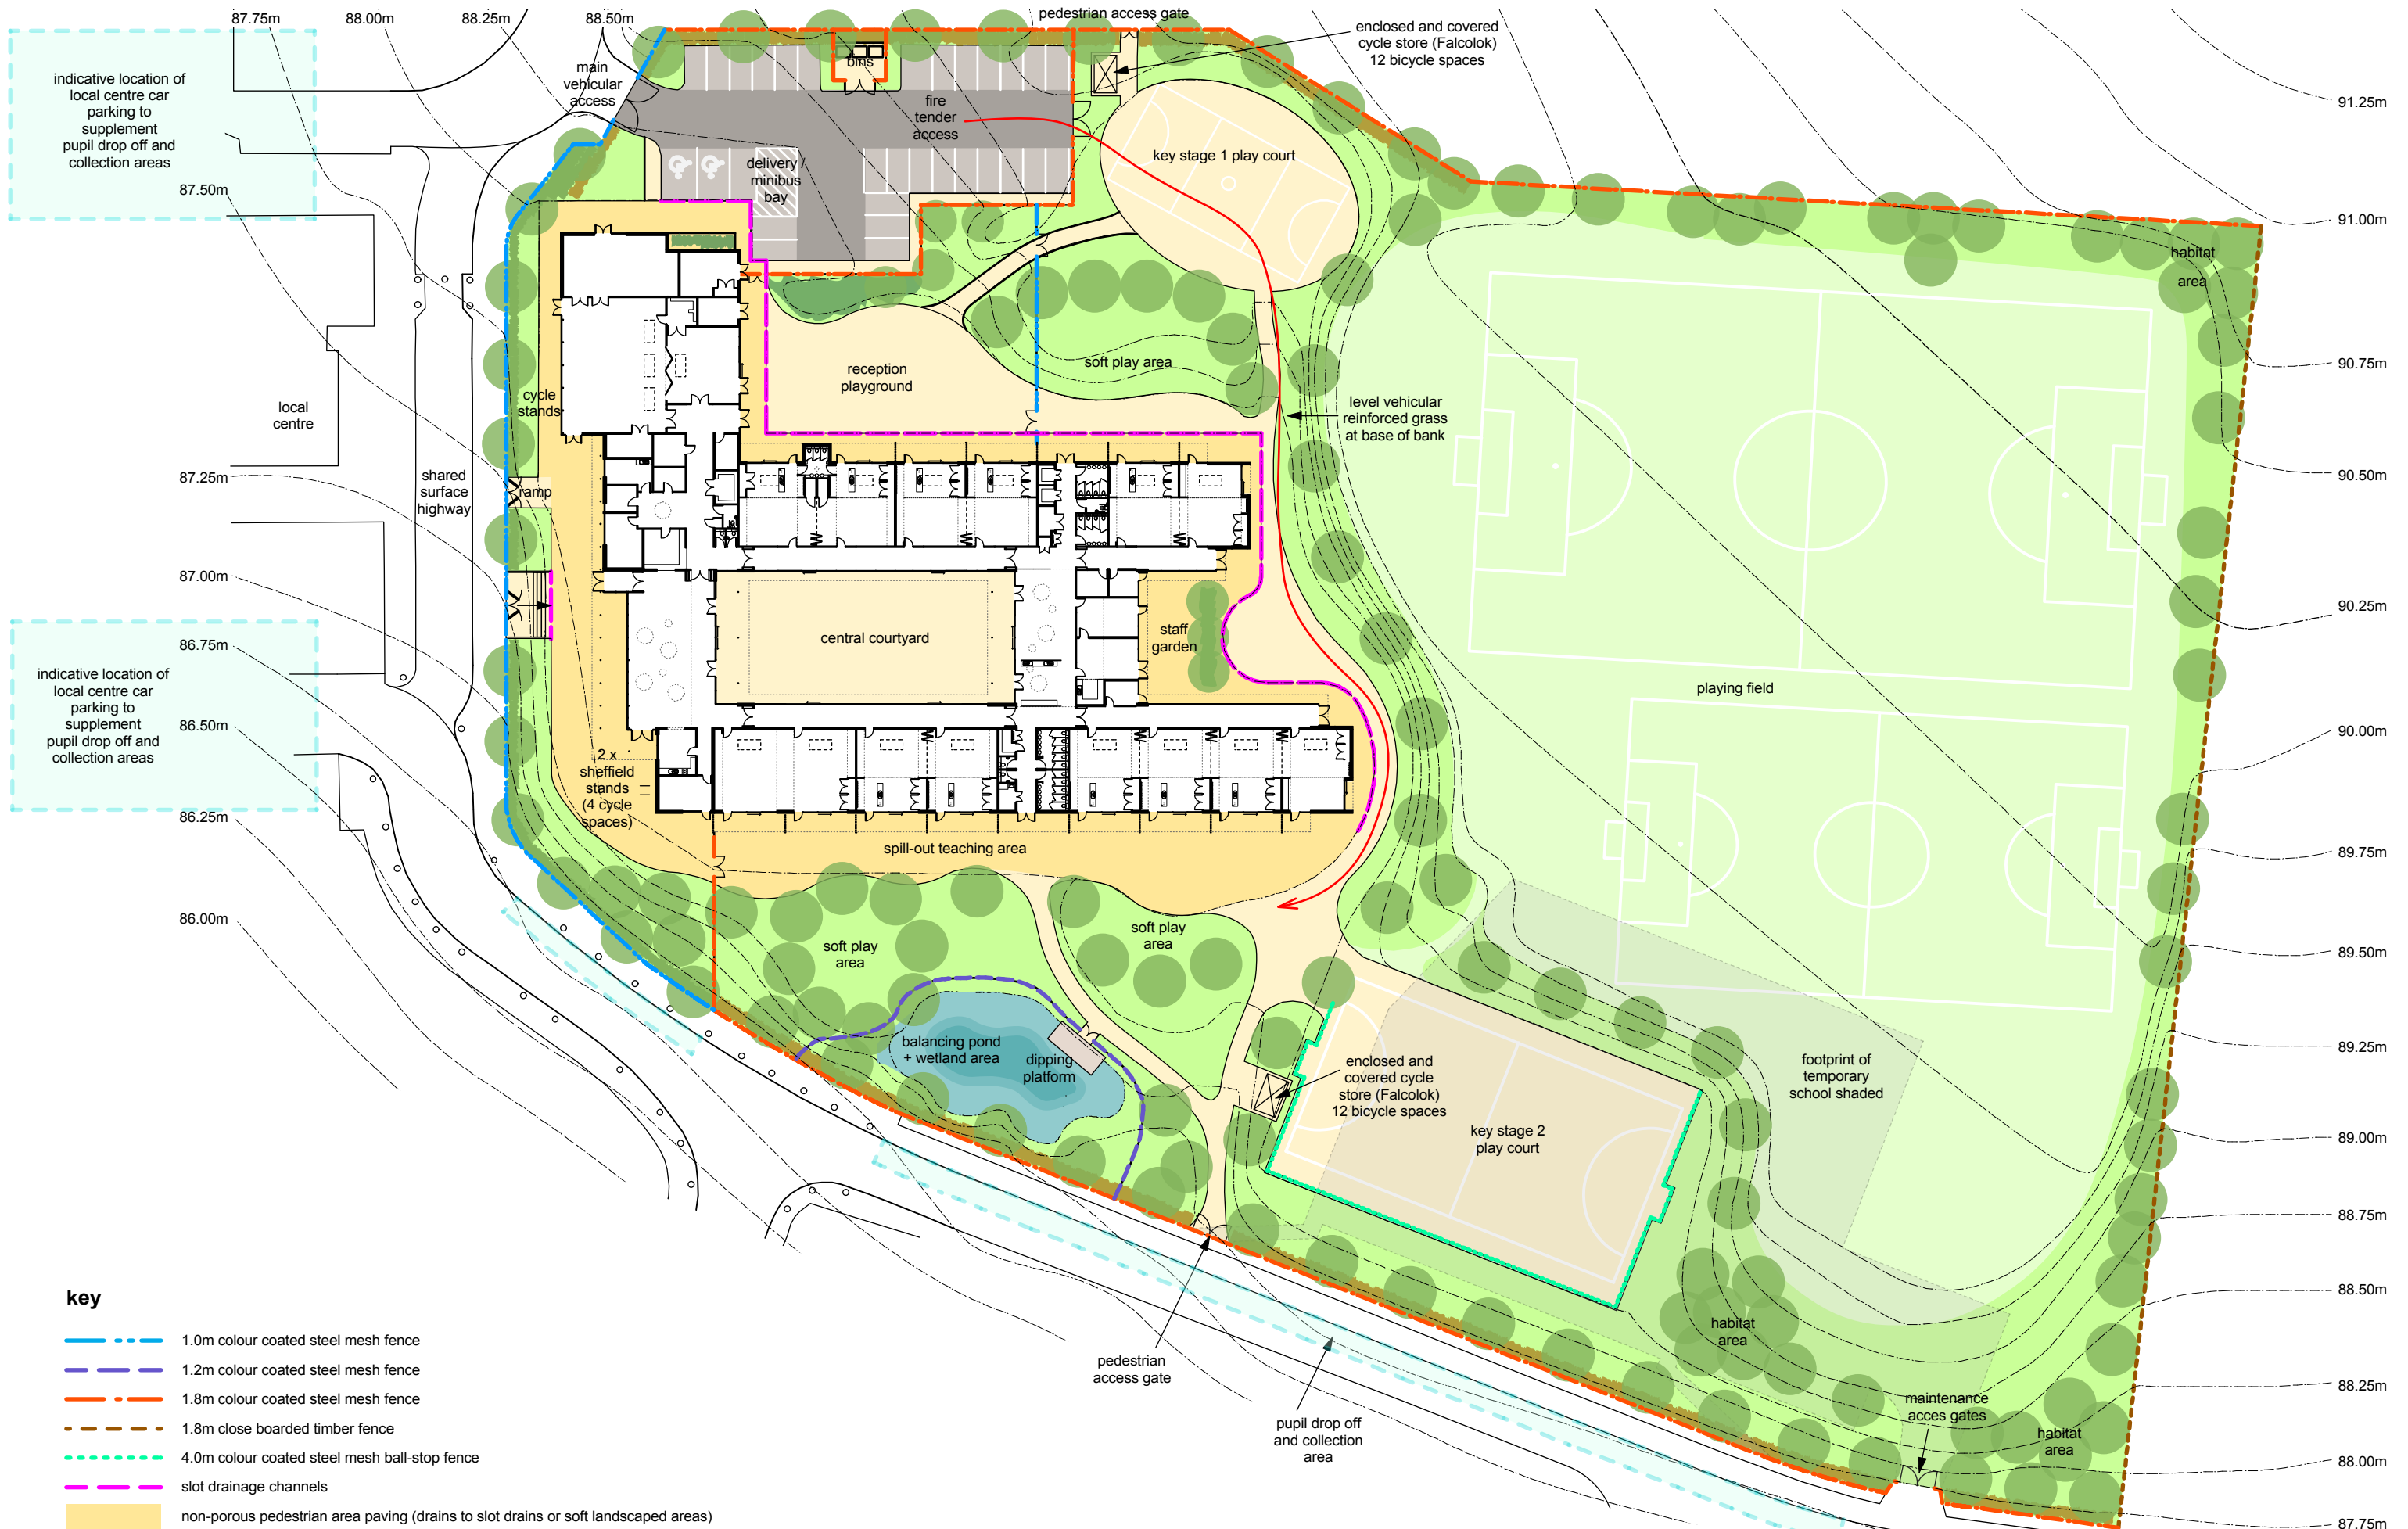 87.75m
88.00m
88.25m
88.50m
pedestrian access gate
enclosed and covered
cycle store (Falcolok)
12 bicycle spaces
indicative location of
local centre car
parking to
supplement
pupil drop off and
collection areas
main
vehicular
access
bins
fire
tender
access
delivery /
minibus
bay
key stage 1 play court
91.25m
91.00m
90.75m
90.50m
90.25m
90.00m
89.75m
89.50m
89.25m
89.00m
88.75m
88.50m
88.25m
88.00m
87.75m
87.50m
87.25m
87.00m
86.75m
86.50m
86.25m
86.00m
habitat
area
soft play area
reception
playground
cycle
stands
local
centre
level vehicular
reinforced grass
at base of bank
shared
surface
highway
ramp
central courtyard
staff
garden
playing field
indicative location of
local centre car
parking to
supplement
pupil drop off and
collection areas
2 x
sheffield
stands
(4 cycle
spaces)
spill-out teaching area
soft play
area
soft play
area
balancing pond
+ wetland area
dipping
platform
enclosed and
covered cycle
store (Falcolok)
12 bicycle spaces
key stage 2
play court
footprint of
temporary
school shaded
habitat
area
maintenance
acces gates
habitat
area
pedestrian
access gate
pupil drop off
and collection
area
key
1.0m colour coated steel mesh fence
1.2m colour coated steel mesh fence
1.8m colour coated steel mesh fence
1.8m close boarded timber fence
4.0m colour coated steel mesh ball-stop fence
slot drainage channels
non-porous pedestrian area paving (drains to slot drains or soft landscaped areas)